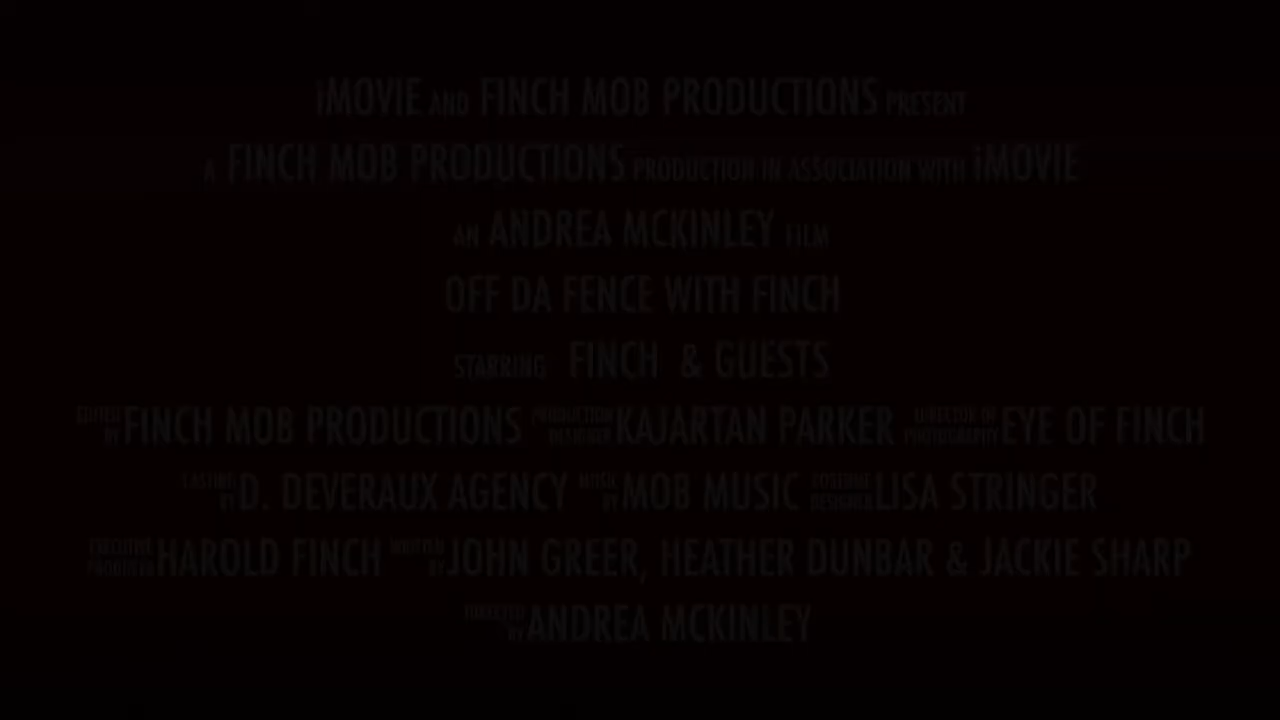 iMOVIE AND FINCH MOB PRODUCTIONS PRESENT
A FINCH MOB PRODUCTIONS PRODUCTION IN ASSOCIATION WITH iMOVIE
AN ANDREA MCKINLEY FILM
OFF DA FENCE WITH FINCH
STARRING FINCH & GUESTS
EDITED BY FINCH MOB PRODUCTIONS PRODUCTION DESIGNER KAJARTAN PARKER DIRECTOR OF PHOTOGRAPHY EYE OF FINCH
CASTING BY D. DEVERAUX AGENCY MUSIC BY MOB MUSIC COSTUME DESIGNER LISA STRINGER
EXECUTIVE PRODUCER HAROLD FINCH WRITTEN BY JOHN GREER, HEATHER DUNBAR & JACKIE SHARP
DIRECTED BY ANDREA MCKINLEY